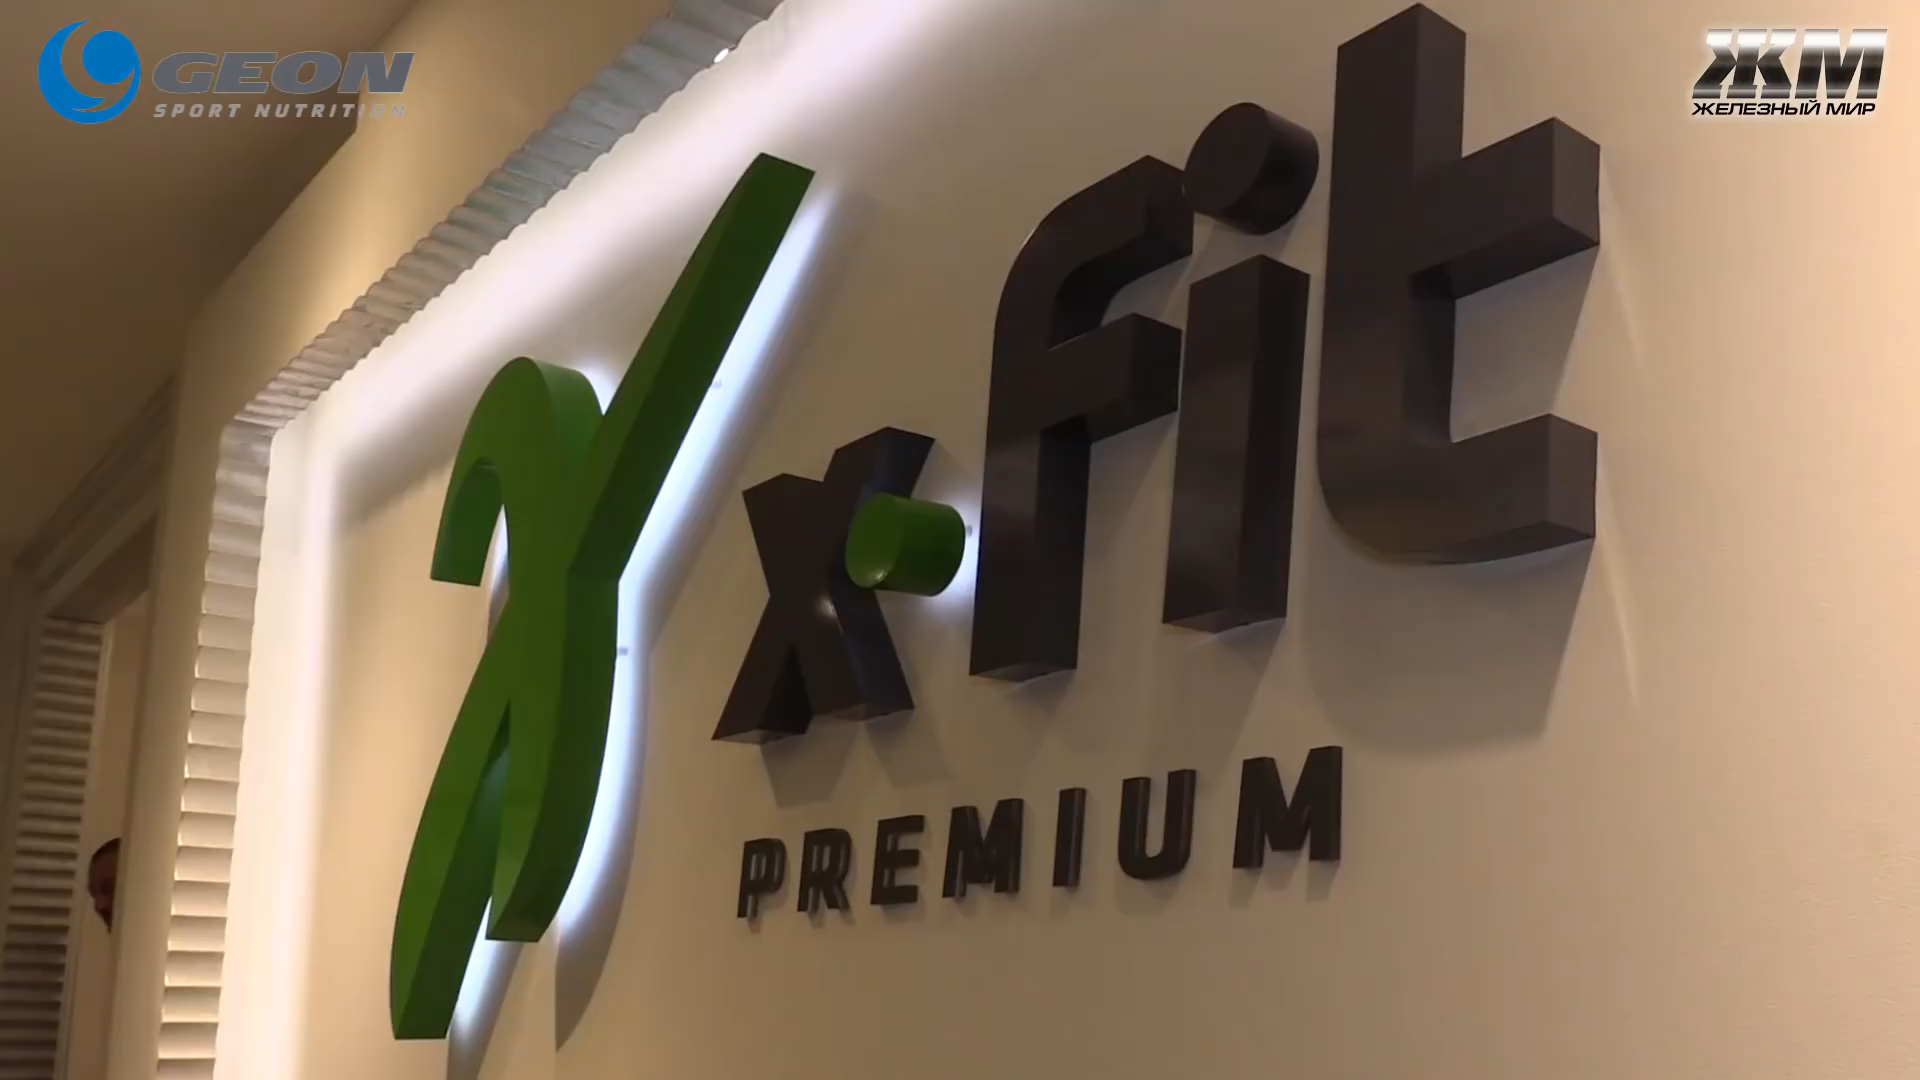 GEON
SPORT NUTRITION
ЖМ
ЖЕЛЕЗНЫЙ МИР
x·fit
PREMIUM